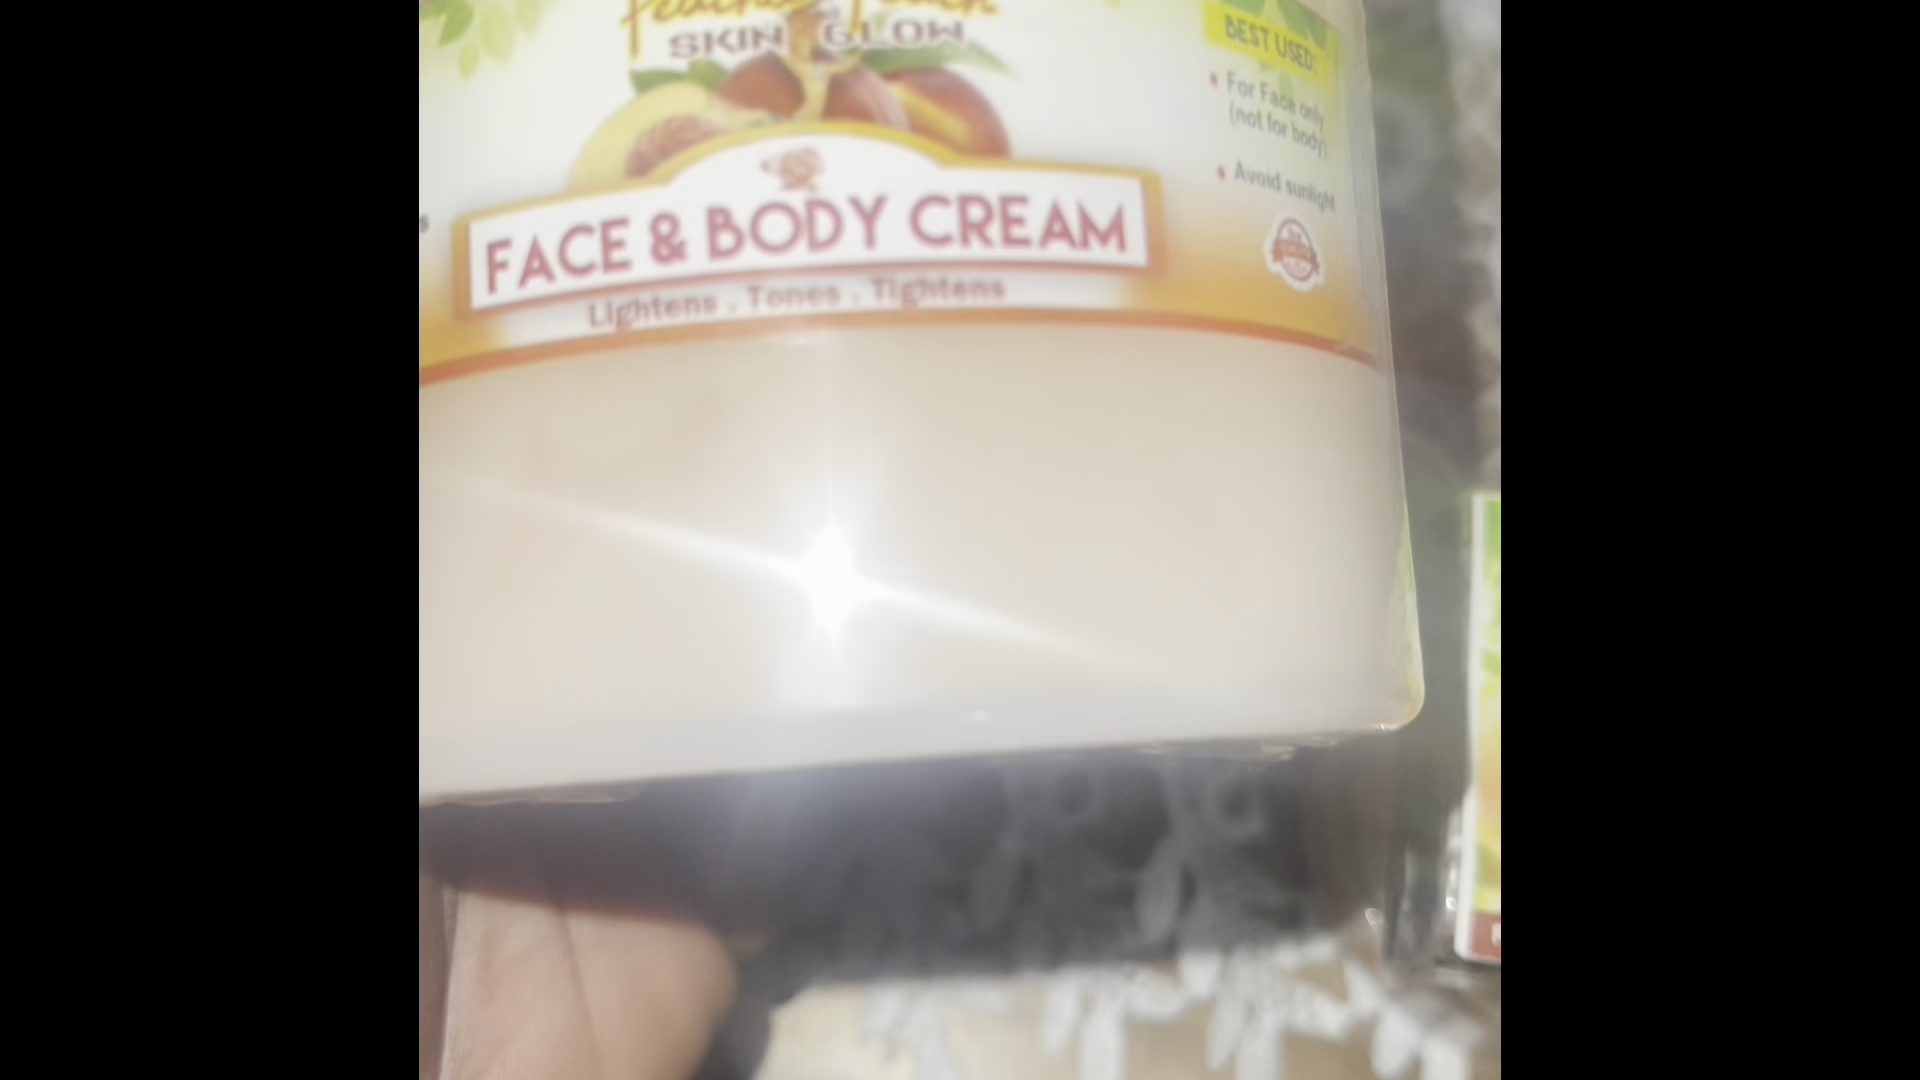 SKIN GLOW
BEST USED:
For Face only
(not for body)
Avoid sunlight
FACE & BODY CREAM
Lightens . Tones . Tightens